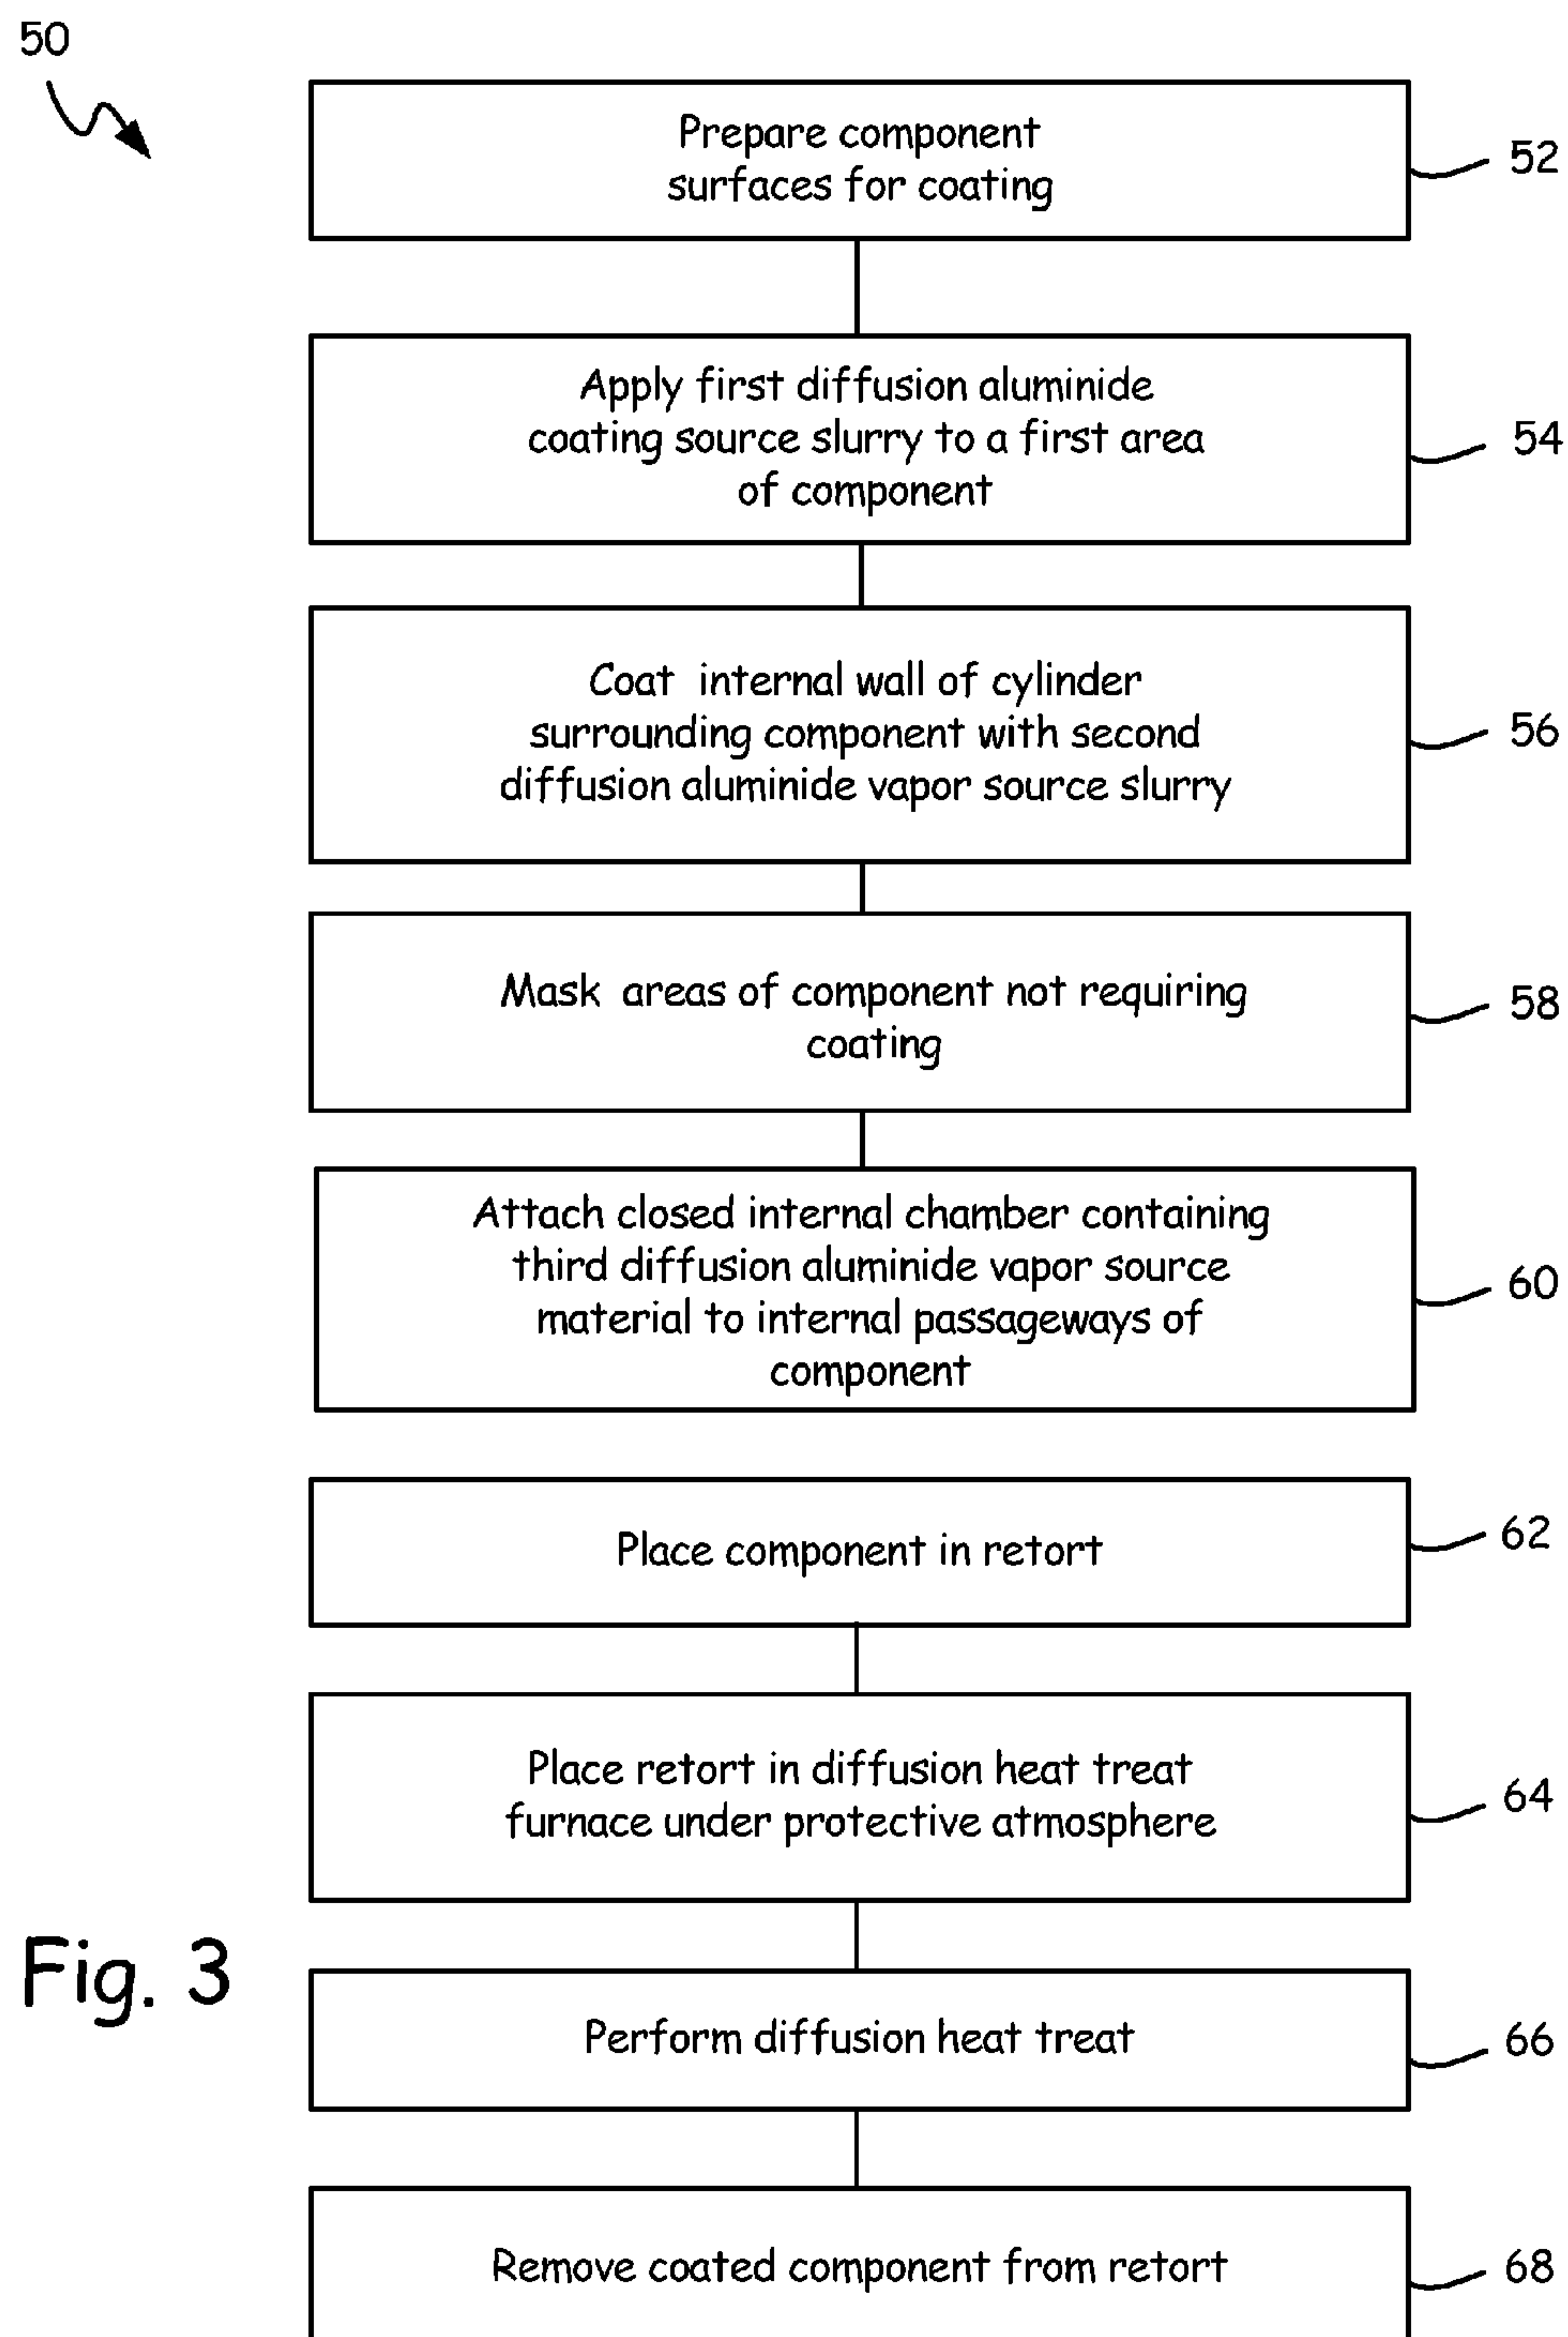 50
Prepare component
surfaces for coating
52
Apply first diffusion aluminide
coating source slurry to a first area
of component
54
Coat internal wall of cylinder
surrounding component with second
diffusion aluminide vapor source slurry
56
Mask areas of component not requiring
coating
58
Attach closed internal chamber containing
third diffusion aluminide vapor source
material to internal passageways of
component
60
Place component in retort
62
Place retort in diffusion heat treat
furnace under protective atmosphere
64
Fig. 3
Perform diffusion heat treat
66
Remove coated component from retort
68